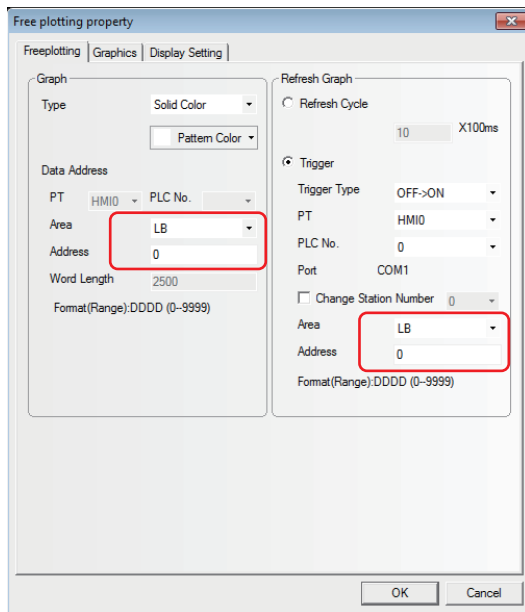 Free plotting property
Freeplotting Graphics Display Setting
Graph
Type Solid Color
Pattern Color
Data Address
PT HMI0 PLC No.
Area LB
Address 0
Word Length 2500
Format(Range):DDDD (0--9999)
Refresh Graph
Refresh Cycle
10 X100ms
Trigger
Trigger Type OFF->ON
PT HMI0
PLC No. 0
Port COM1
Change Station Number 0
Area LB
Address 0
Format(Range):DDDD (0--9999)
OK Cancel